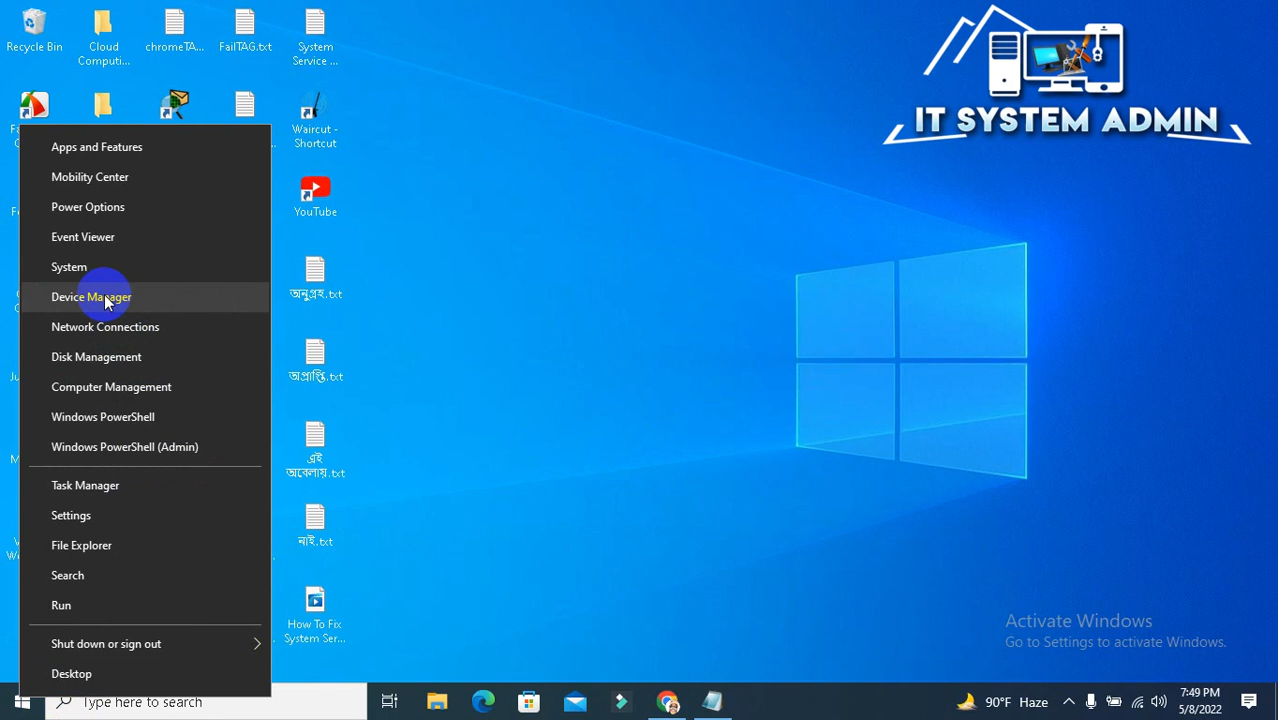 Recycle Bin
Cloud
Computi...
chromeTA...
FailTAG.txt
System
Service ...
Waircut -
Shortcut
YouTube
অনুগ্রহ.txt
অপ্রাপ্তি.txt
এই
অবেলায়.txt
নাই.txt
How To Fix
System Ser...
Apps and Features
Mobility Center
Power Options
Event Viewer
System
Device Manager
Network Connections
Disk Management
Computer Management
Windows PowerShell
Windows PowerShell (Admin)
Task Manager
Settings
File Explorer
Search
Run
Shut down or sign out
Desktop
IT SYSTEM ADMIN
Activate Windows
Go to Settings to activate Windows.
Type here to search
90°F Haze
7:49 PM
5/8/2022